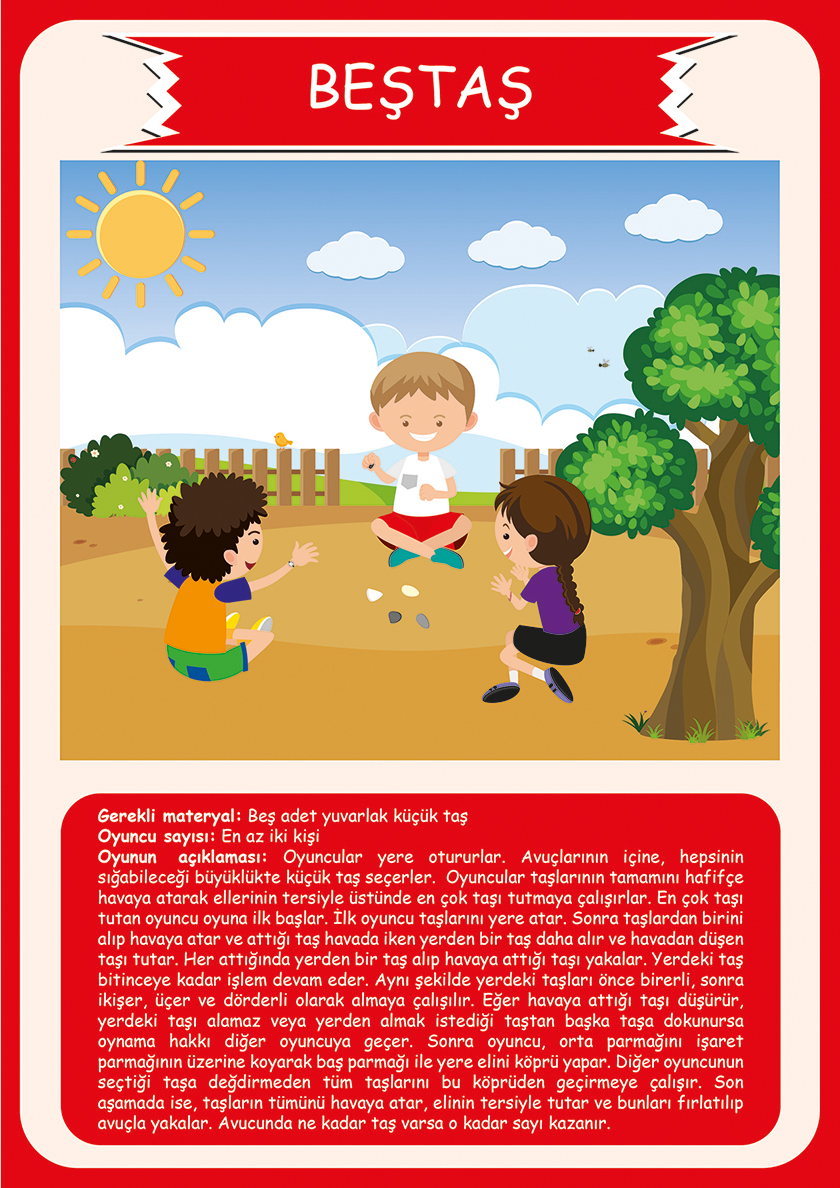 BEŞTAŞ
Gerekli materyal: Beş adet yuvarlak küçük taş
Oyuncu sayısı: En az iki kişi
Oyunun açıklaması: Oyuncular yere otururlar. Avuçlarının içine, hepsinin
sığabileceği büyüklükte küçük taş seçerler. Oyuncular taşlarının tamamını hafifçe
havaya atarak ellerinin tersiyle üstünde en çok taşı tutmaya çalışırlar. En çok taşı
tutan oyuncu oyuna ilk başlar. İlk oyuncu taşlarını yere atar. Sonra taşlardan birini
alıp havaya atar ve attığı taş havada iken yerden bir taş daha alır ve havadan düşen
taşı tutar. Her attığında yerden bir taş alıp havaya attığı taşı yakalar. Yerdeki taş
bitinceye kadar işlem devam eder. Aynı şekilde yerdeki taşları önce birerli, sonra
ikişer, üçer ve dörderli olarak almaya çalışılır. Eğer havaya attığı taşı düşürür,
yerdeki taşı alamaz veya yerden almak istediği taştan başka taşa dokunursa
oynama hakkı diğer oyuncuya geçer. Sonra oyuncu, orta parmağını işaret
parmağının üzerine koyarak baş parmağı ile yere elini köprü yapar. Diğer oyuncunun
seçtiği taşa değdirmeden tüm taşlarını bu köprüden geçirmeye çalışır. Son
aşamada ise, taşların tümünü havaya atar, elinin tersiyle tutar ve bunları fırlatılıp
avuçla yakalar. Avucunda ne kadar taş varsa o kadar sayı kazanır.